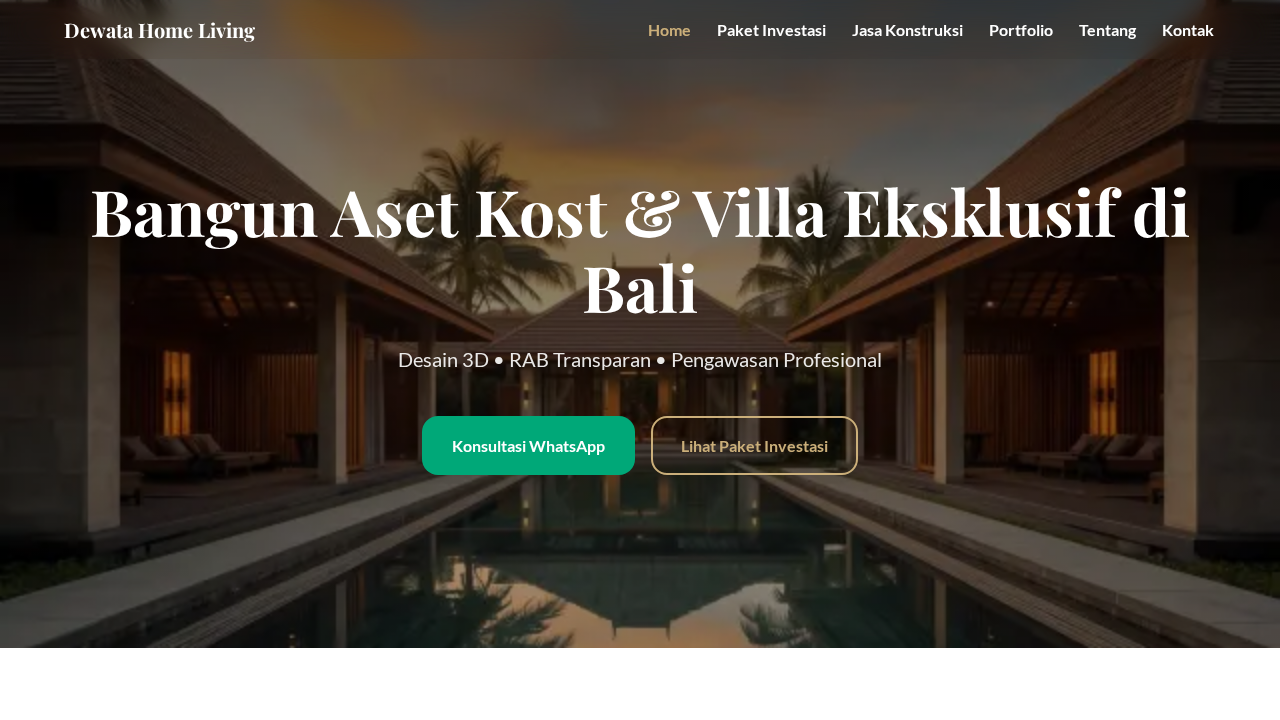 Dewata Home Living
Home Paket Investasi Jasa Konstruksi Portfolio Tentang Kontak
Bangun Aset Kost & Villa Eksklusif di
Bali
Desain 3D • RAB Transparan • Pengawasan Profesional
Konsultasi WhatsApp Lihat Paket Investasi